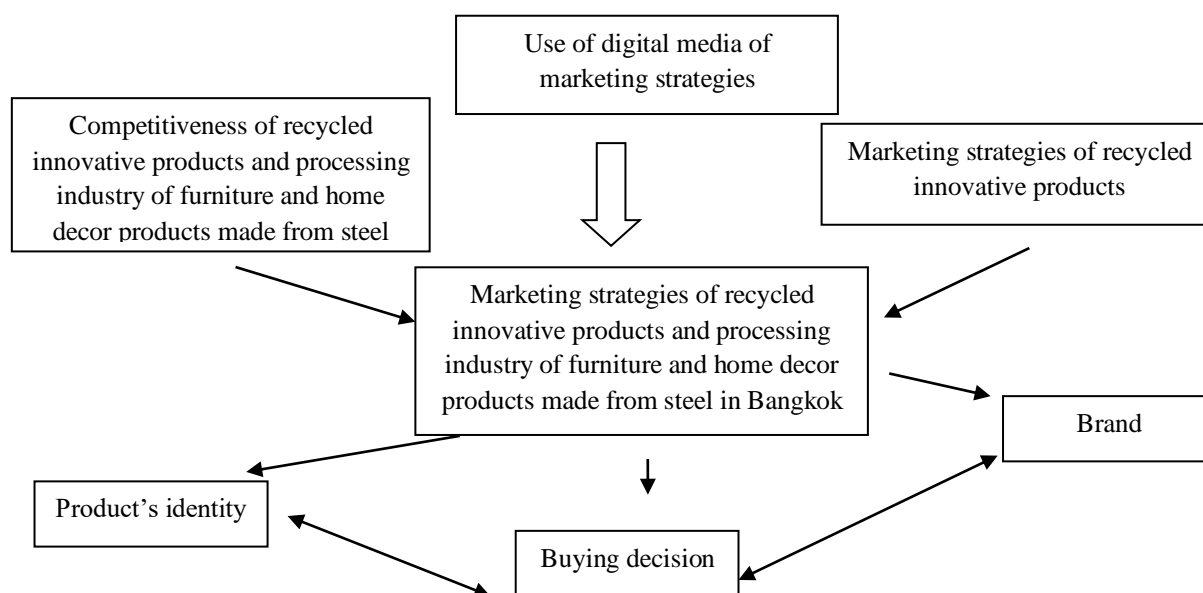 Use of digital media of
marketing strategies
Competitiveness of recycled
innovative products and processing
industry of furniture and home
decor products made from steel
Marketing strategies of recycled
innovative products
Marketing strategies of recycled
innovative products and processing
industry of furniture and home decor
products made from steel in Bangkok
Brand
Product’s identity
Buying decision